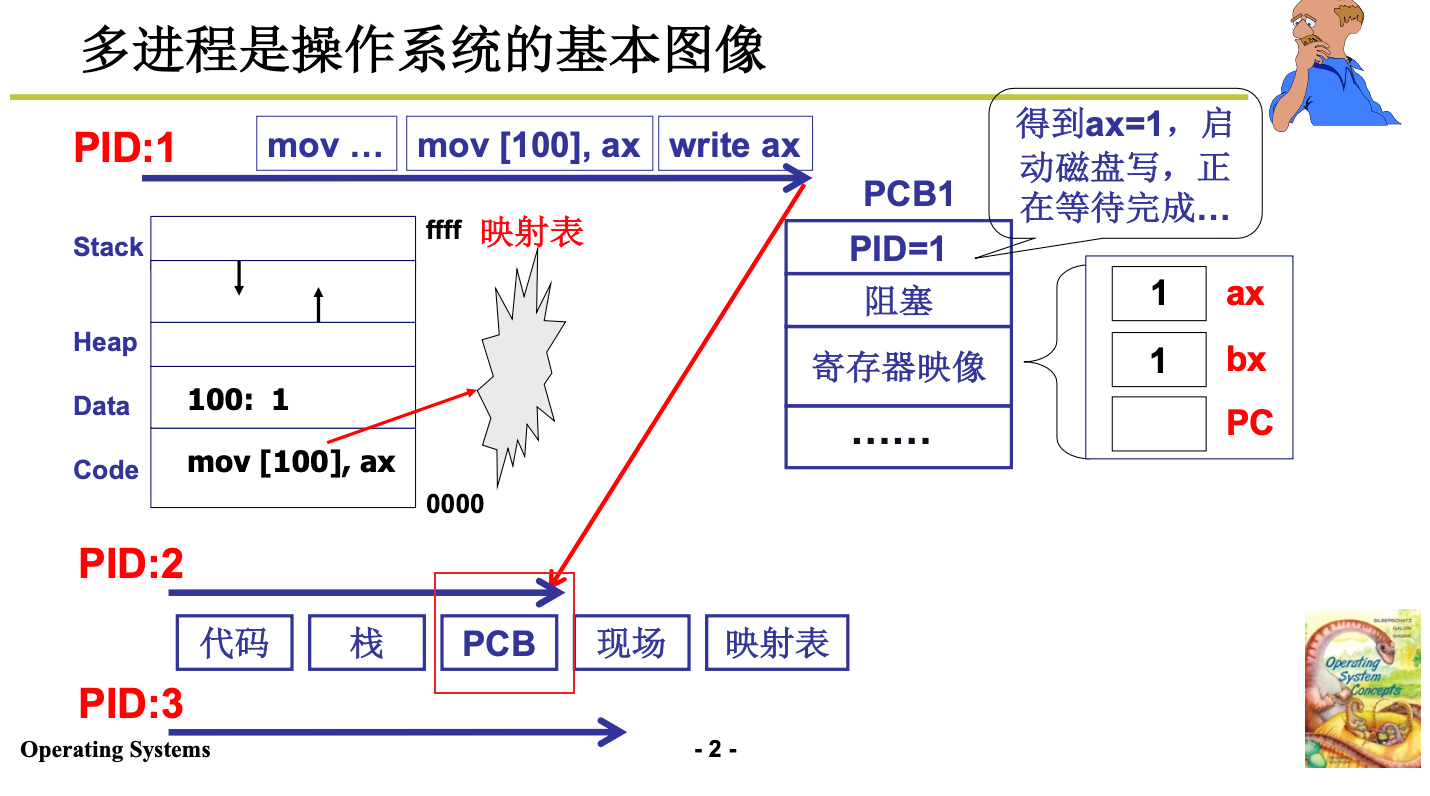 多进程是操作系统的基本图像
PID:1
mov …
mov [100], ax
write ax
得到ax=1，启
动磁盘写，正
在等待完成…
PCB1
PID=1
阻塞
寄存器映像
……
1 ax
1 bx
PC
Stack
Heap
Data
Code
ffff
映射表
100: 1
mov [100], ax
0000
PID:2
代码
栈
PCB
现场
映射表
PID:3
Operating Systems
- 2 -
SILBERSCHATZ
GALVIN
GAGNE
Operating
System
Concepts